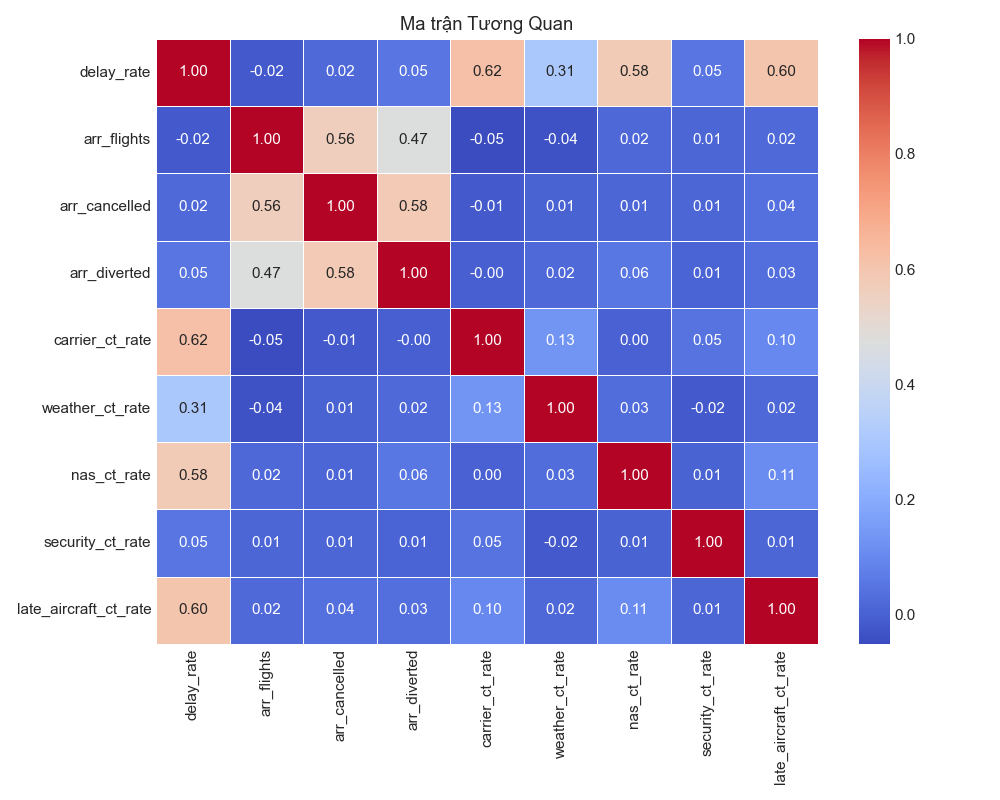 Ma trận Tương Quan
delay_rate 1.00 -0.02 0.02 0.05 0.62 0.31 0.58 0.05 0.60
arr_flights -0.02 1.00 0.56 0.47 -0.05 -0.04 0.02 0.01 0.02
arr_cancelled 0.02 0.56 1.00 0.58 -0.01 0.01 0.01 0.01 0.04
arr_diverted 0.05 0.47 0.58 1.00 -0.00 0.02 0.06 0.01 0.03
carrier_ct_rate 0.62 -0.05 -0.01 -0.00 1.00 0.13 0.00 0.05 0.10
weather_ct_rate 0.31 -0.04 0.01 0.02 0.13 1.00 0.03 -0.02 0.02
nas_ct_rate 0.58 0.02 0.01 0.06 0.00 0.03 1.00 0.01 0.11
security_ct_rate 0.05 0.01 0.01 0.01 0.05 -0.02 0.01 1.00 0.01
late_aircraft_ct_rate 0.60 0.02 0.04 0.03 0.10 0.02 0.11 0.01 1.00
delay_rate
arr_flights
arr_cancelled
arr_diverted
carrier_ct_rate
weather_ct_rate
nas_ct_rate
security_ct_rate
late_aircraft_ct_rate
1.0
0.8
0.6
0.4
0.2
0.0